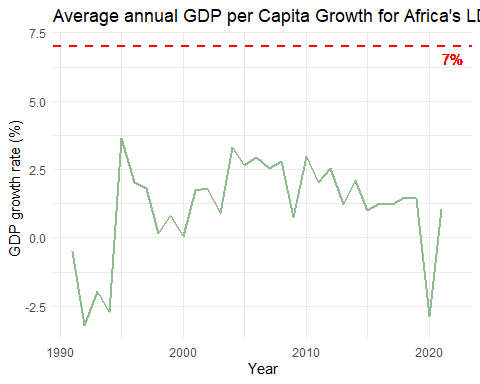 Average annual GDP per Capita Growth for Africa's LD
7.5
7%
5.0
2.5
0.0
-2.5
GDP growth rate (%)
1990 2000 2010 2020
Year